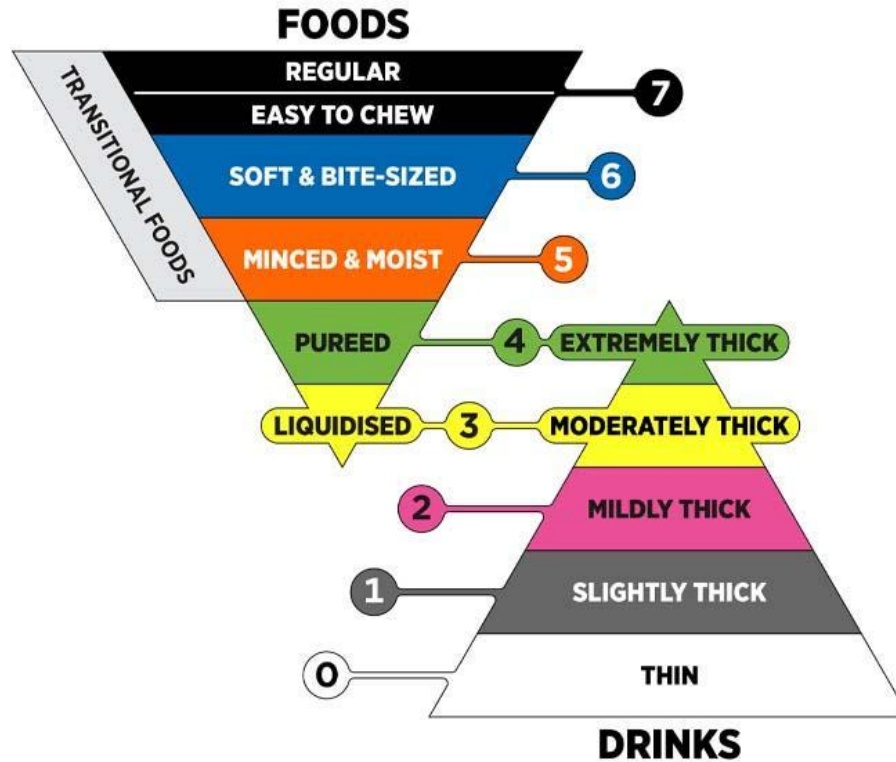 FOODS
TRANSITIONAL FOODS
REGULAR
EASY TO CHEW
7
SOFT & BITE-SIZED
6
MINCED & MOIST
5
PUREED
4
EXTREMELY THICK
LIQUIDISED
3
MODERATELY THICK
2
MILDLY THICK
1
SLIGHTLY THICK
0
THIN
DRINKS